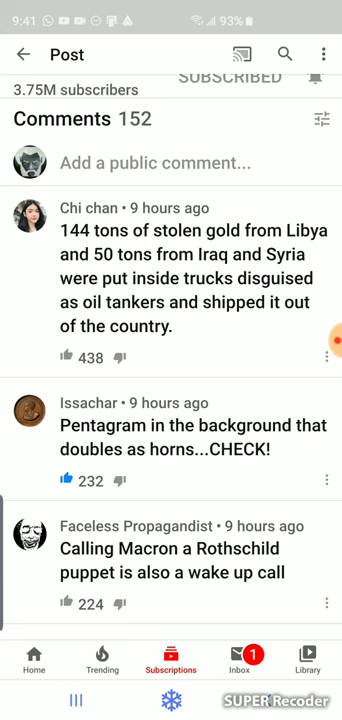 9:41 93%
Post
SUBSCRIBED
3.75M subscribers
Comments 152
Add a public comment...
Chi chan • 9 hours ago
144 tons of stolen gold from Libya
and 50 tons from Iraq and Syria
were put inside trucks disguised
as oil tankers and shipped it out
of the country.
438
Issachar • 9 hours ago
Pentagram in the background that
doubles as horns...CHECK!
232
Faceless Propagandist • 9 hours ago
Calling Macron a Rothschild
puppet is also a wake up call
224
1
Home Trending Subscriptions Inbox Library
SUPER Recorder